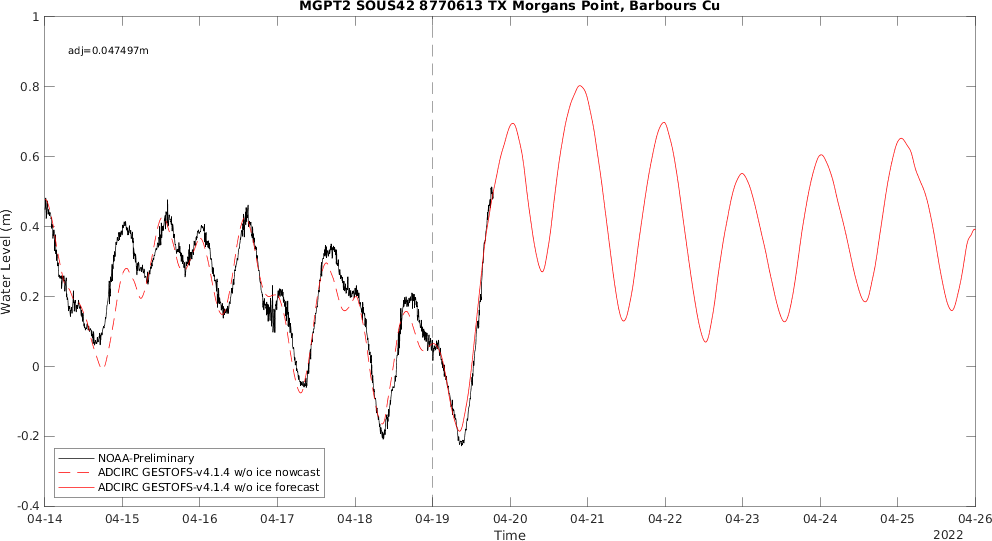 MGPT2 SOUS42 8770613 TX Morgans Point, Barbours Cu
adj=0.047497m
Water Level (m)
1
0.8
0.6
0.4
0.2
0
-0.2
-0.4
NOAA-Preliminary
ADCIRC GESTOFS-v4.1.4 w/o ice nowcast
ADCIRC GESTOFS-v4.1.4 w/o ice forecast
04-14 04-15 04-16 04-17 04-18 04-19 04-20 04-21 04-22 04-23 04-24 04-25 04-26
Time
2022